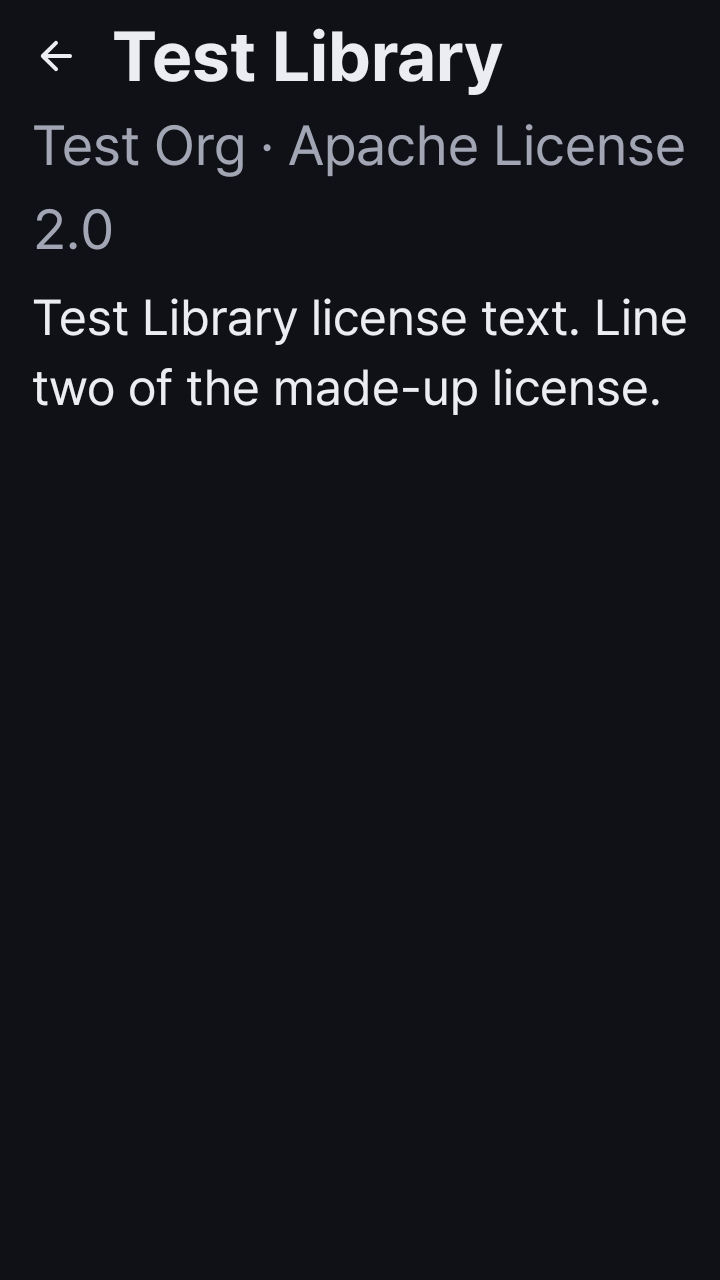 Test Library
Test Org · Apache License
2.0
Test Library license text. Line
two of the made-up license.